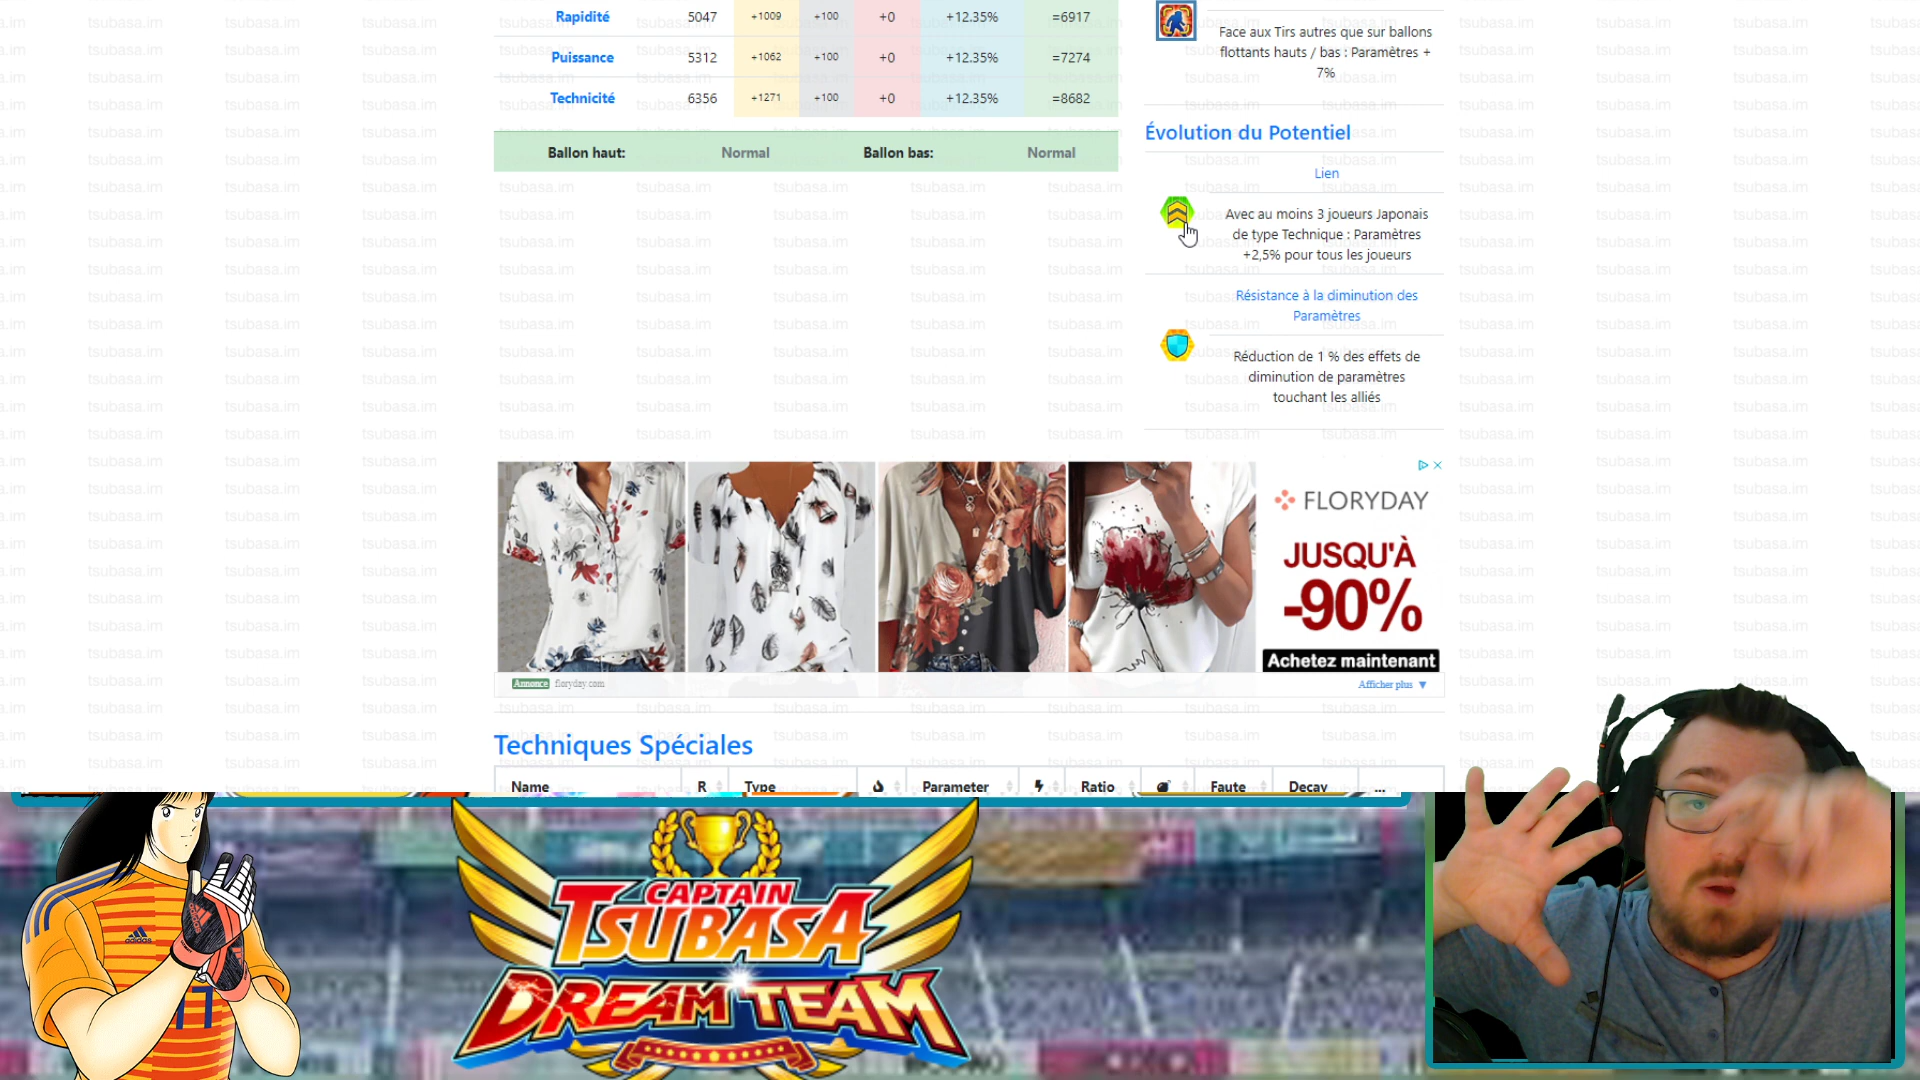 Rapidité 5047 +1009 +100 +0 +12.35% =6917
Puissance 5312 +1062 +100 +0 +12.35% =7274
Technicité 6356 +1271 +100 +0 +12.35% =8682
Ballon haut: Normal Ballon bas: Normal
Face aux Tirs autres que sur ballons
flottants hauts / bas : Paramètres +
7%
Évolution du Potentiel
Lien
Avec au moins 3 joueurs Japonais
de type Technique : Paramètres
+2,5% pour tous les joueurs
Résistance à la diminution des
Paramètres
Réduction de 1 % des effets de
diminution de paramètres
touchant les alliés
FLORYDAY
JUSQU'À
-90%
Achetez maintenant
Annonce floryday.com
Afficher plus
Techniques Spéciales
Name R Type Parameter Ratio Faute Decay ...
tsubasa.im
adidas
CAPTAIN
TSUBASA
DREAM TEAM